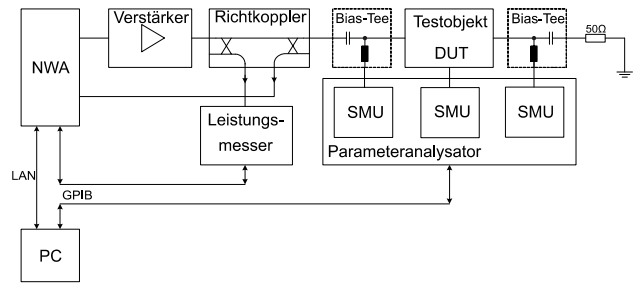 NWA
Verstärker
Richtkoppler
Bias-Tee
Testobjekt
DUT
Bias-Tee
50Ω
Leistungs-
messer
SMU
SMU
SMU
Parameteranalysator
LAN
GPIB
PC